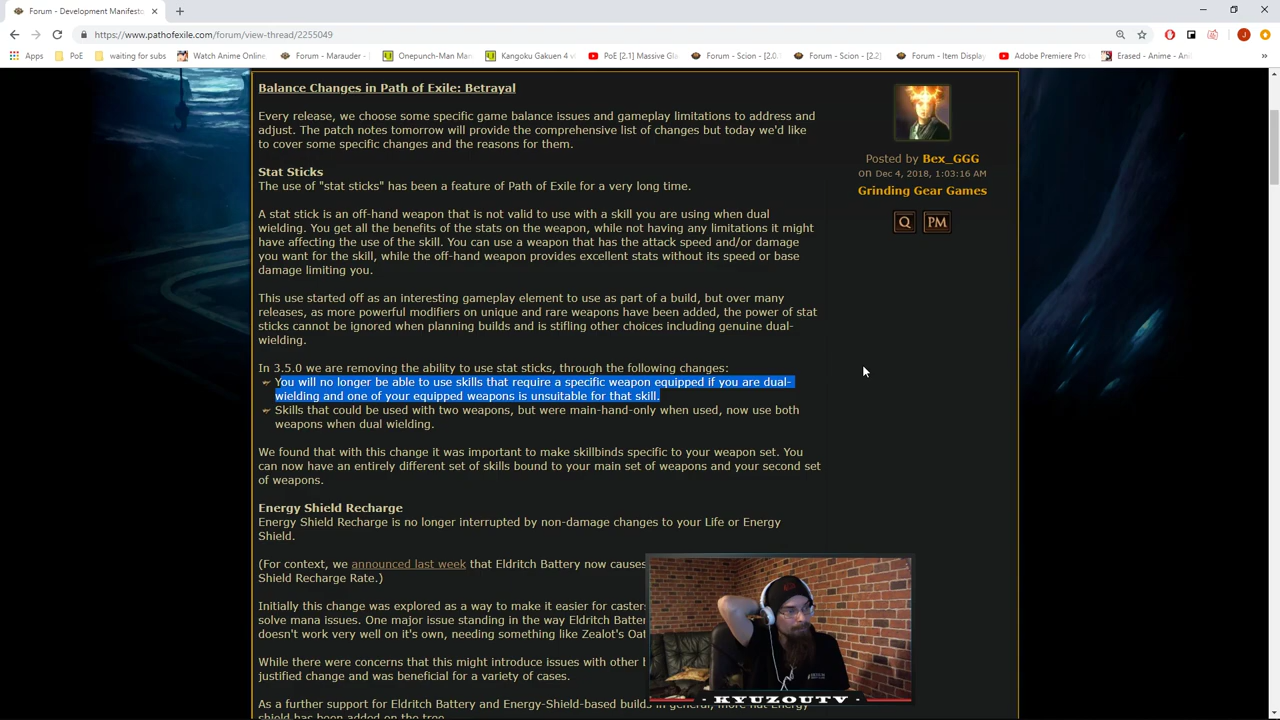 Forum - Development Manifesto
https://www.pathofexile.com/forum/view-thread/2255049
Apps
PoE
waiting for subs
Watch Anime Online
Forum - Marauder -
Onepunch-Man Man
Kangoku Gakuen 4 v
PoE [2.1] Massive Gl
Forum - Scion - [2.0.
Forum - Scion - [2.2]
Forum - Item Display
Adobe Premiere Pro
Erased - Anime - An
Balance Changes in Path of Exile: Betrayal
Every release, we choose some specific game balance issues and gameplay limitations to address and
adjust. The patch notes tomorrow will provide the comprehensive list of changes but today we'd like
to cover some specific changes and the reasons for them.
Stat Sticks
The use of "stat sticks" has been a feature of Path of Exile for a very long time.
A stat stick is an off-hand weapon that is not valid to use with a skill you are using when dual
wielding. You get all the benefits of the stats on the weapon, while not having any limitations it might
have affecting the use of the skill. You can use a weapon that has the attack speed and/or damage
you want for the skill, while the off-hand weapon provides excellent stats without its speed or base
damage limiting you.
This use started off as an interesting gameplay element to use as part of a build, but over many
releases, as more powerful modifiers on unique and rare weapons have been added, the power of stat
sticks cannot be ignored when planning builds and is stifling other choices including genuine dual-
wielding.
In 3.5.0 we are removing the ability to use stat sticks, through the following changes:
You will no longer be able to use skills that require a specific weapon equipped if you are dual-
wielding and one of your equipped weapons is unsuitable for that skill.
Skills that could be used with two weapons, but were main-hand-only when used, now use both
weapons when dual wielding.
We found that with this change it was important to make skillbinds specific to your weapon set. You
can now have an entirely different set of skills bound to your main set of weapons and your second set
of weapons.
Energy Shield Recharge
Energy Shield Recharge is no longer interrupted by non-damage changes to your Life or Energy
Shield.
(For context, we announced last week that Eldritch Battery now causes
Shield Recharge Rate.)
Initially this change was explored as a way to make it easier for casters
solve mana issues. One major issue standing in the way Eldritch Batter
doesn't work very well on it's own, needing something like Zealot's Oat
While there were concerns that this might introduce issues with other b
justified change and was beneficial for a variety of cases.
As a further support for Eldritch Battery and Energy-Shield-based builds in general, more flat Energy
shield has been added on the tree.
Posted by Bex_GGG
on Dec 4, 2018, 1:03:16 AM
Grinding Gear Games
Q
PM
- KYUZOUTV -